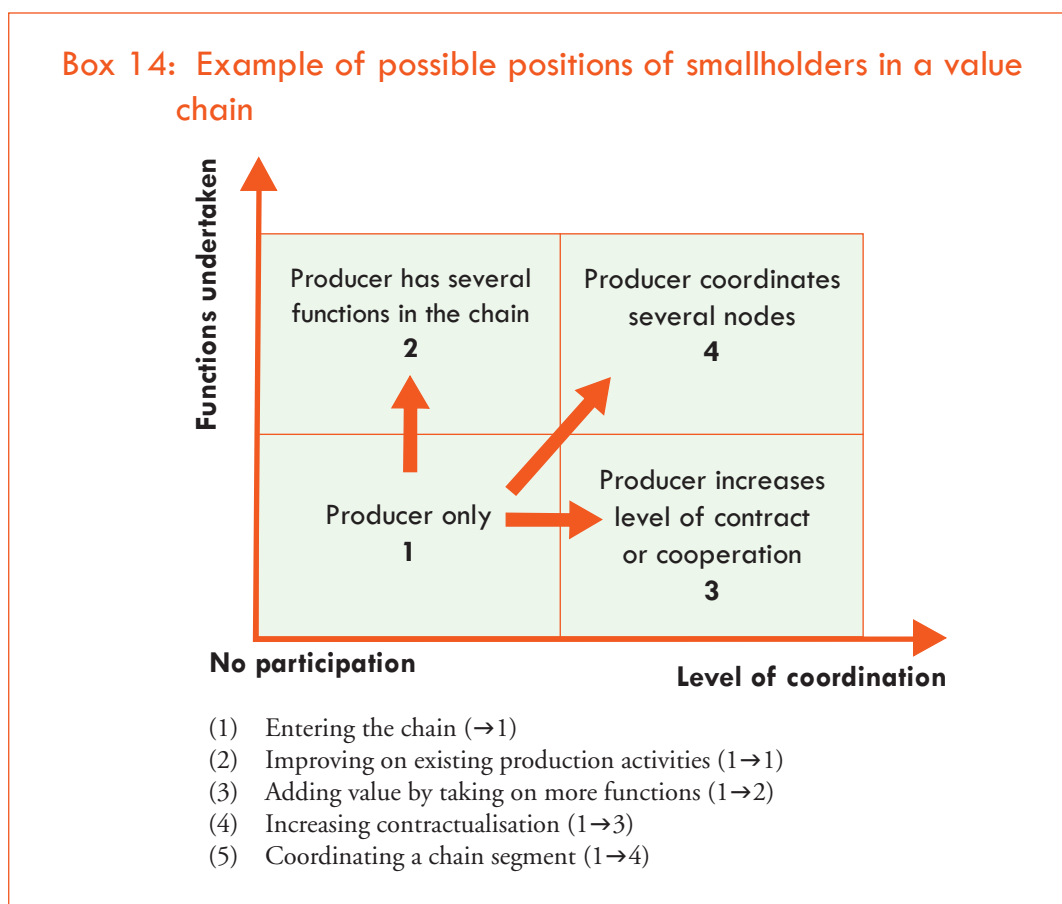 Box 14: Example of possible positions of smallholders in a value
chain
Functions undertaken
Producer has several
functions in the chain
2
Producer coordinates
several nodes
4
Producer only
1
Producer increases
level of contract
or cooperation
3
No participation
Level of coordination
(1) Entering the chain (→1)
(2) Improving on existing production activities (1→1)
(3) Adding value by taking on more functions (1→2)
(4) Increasing contractualisation (1→3)
(5) Coordinating a chain segment (1→4)